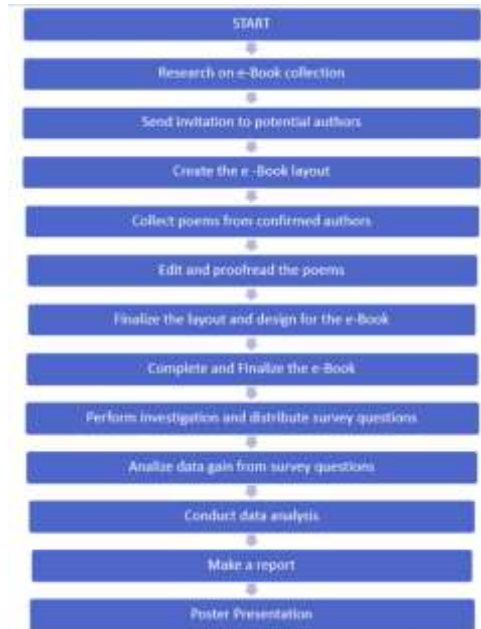 START
Research on e-Book collection
Send invitation to potential authors
Create the e -Book layout
Collect poems from confirmed authors
Edit and proofread the poems
Finalize the layout and design for the e-Book
Complete and Finalize the e-Book
Perform investigation and distribute survey questions
Analize data gain from survey questions
Conduct data analysis
Make a report
Poster Presentation